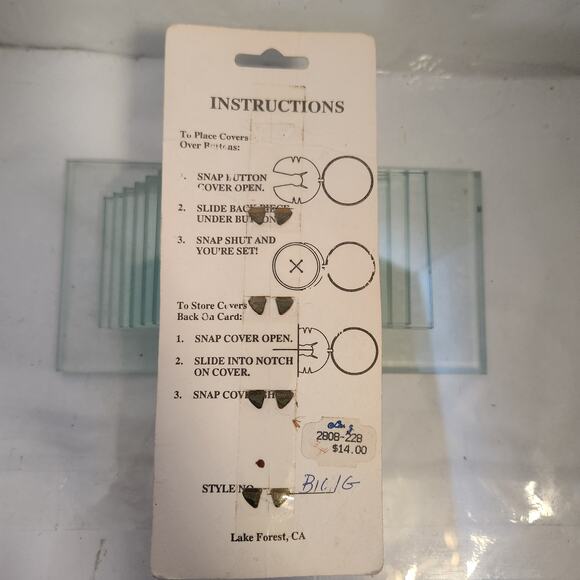 INSTRUCTIONS
To Place Covers
Over Buttons:
1. SNAP BUTTON
COVER OPEN.
2. SLIDE BACK PIECE
UNDER BUTTON
3. SNAP SHUT AND
YOU'RE SET!
To Store Covers
Back On Card:
1. SNAP COVER OPEN.
2. SLIDE INTO NOTCH
ON COVER.
3. SNAP COVER
2808-228
$14.00
STYLE NO.
Lake Forest, CA